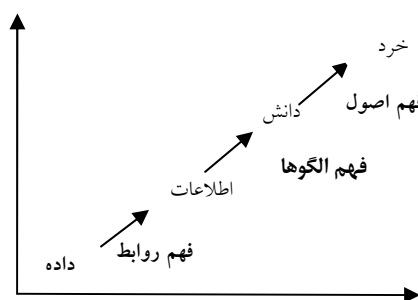 خرد
فهم اصول
دانش
فهم الگوها
اطلاعات
فهم روابط
داده